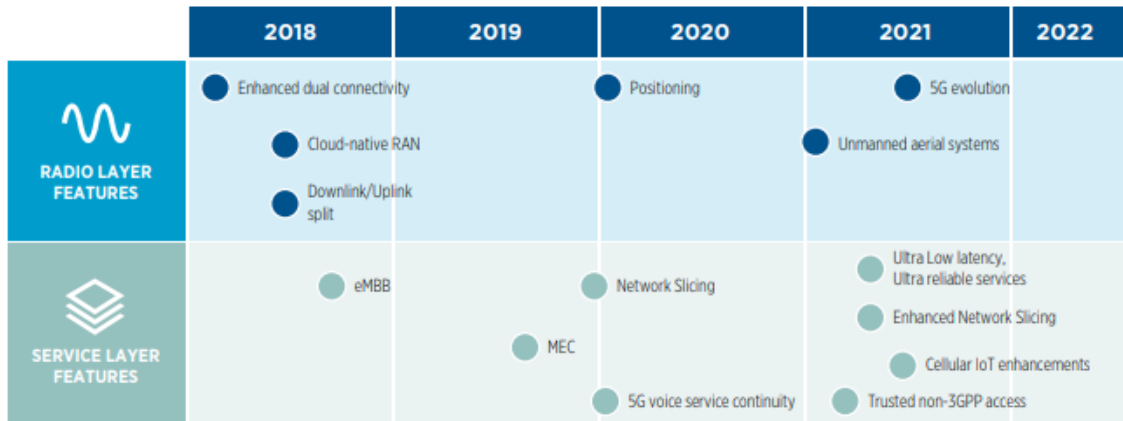 2018 2019 2020 2021 2022
RADIO LAYER
FEATURES
Enhanced dual connectivity
Positioning
5G evolution
Cloud-native RAN
Unmanned aerial systems
Downlink/Uplink
split
SERVICE LAYER
FEATURES
eMBB
Network Slicing
Ultra Low latency,
Ultra reliable services
Enhanced Network Slicing
MEC
Cellular IoT enhancements
5G voice service continuity
Trusted non-3GPP access